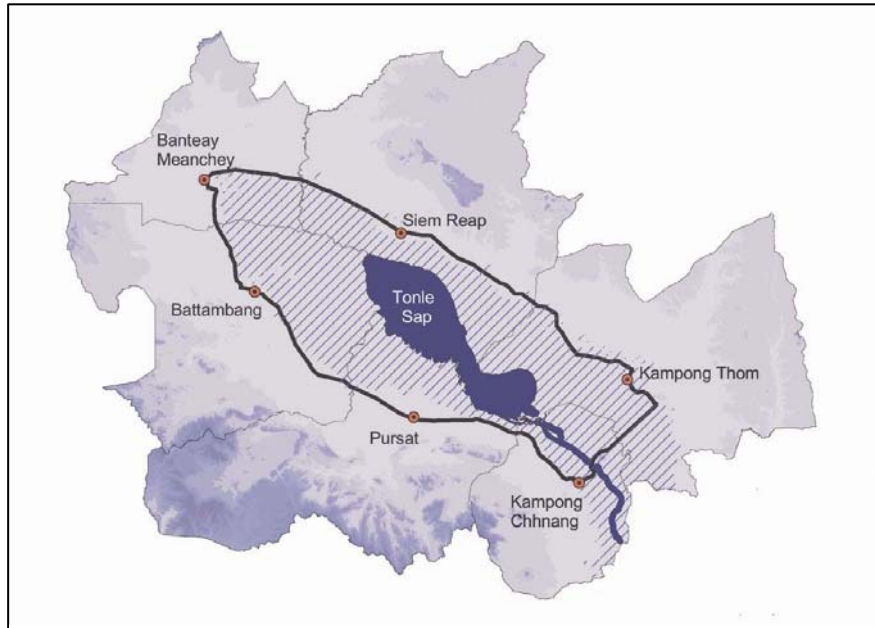 Banteay
Meanchey
Siem Reap
Battambang
Tonle
Sap
Kampong Thom
Pursat
Kampong
Chhnang